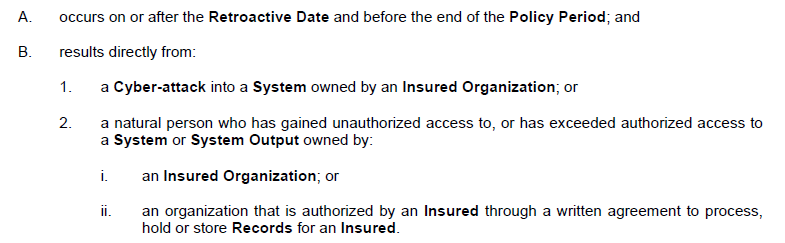 A. occurs on or after the Retroactive Date and before the end of the Policy Period; and
B. results directly from:
1. a Cyber-attack into a System owned by an Insured Organization; or
2. a natural person who has gained unauthorized access to, or has exceeded authorized access to
a System or System Output owned by:
i. an Insured Organization; or
ii. an organization that is authorized by an Insured through a written agreement to process,
hold or store Records for an Insured.